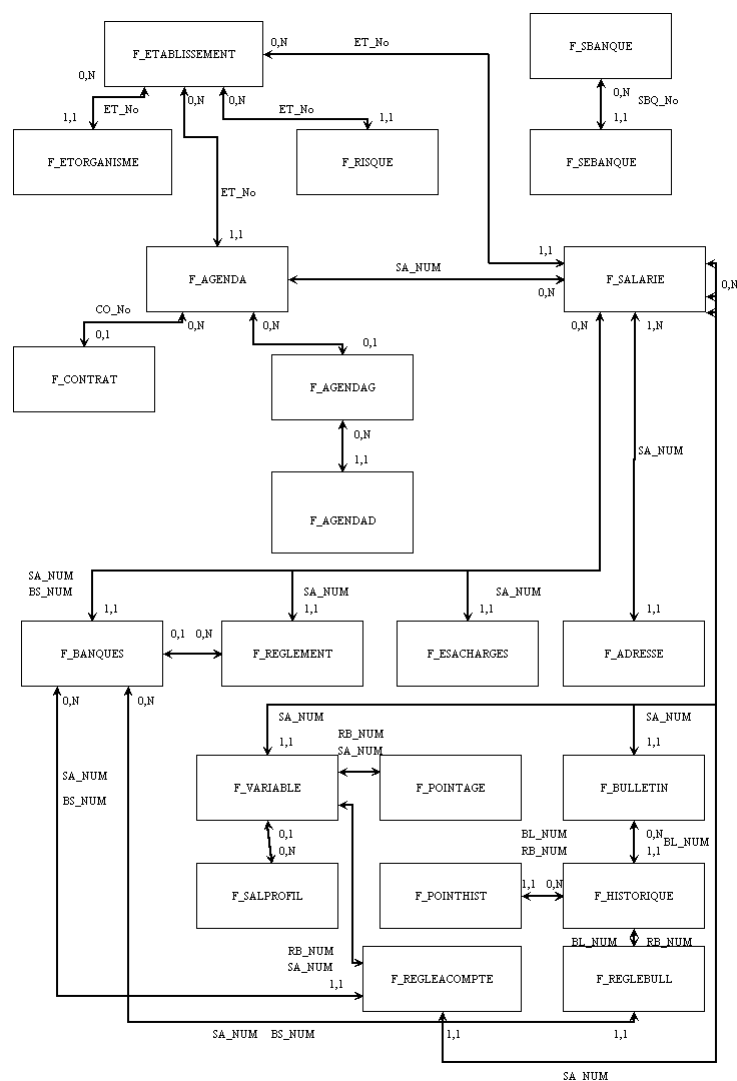 F_ETABLISSEMENT
0,N
ET_No
F_SBANQUE
0,N
0,N
0,N
0,N
SBQ_No
ET_No
ET_No
1,1
1,1
1,1
F_ETORGANISME
F_RISQUE
F_SEBANQUE
ET_No
1,1
1,1
F_AGENDA
SA_NUM
F_SALARIE
0,N
0,N
CO_No
0,N
0,N
0,N
1,N
0,1
0,1
F_CONTRAT
F_AGENDAG
0,N
SA_NUM
1,1
F_AGENDAD
SA_NUM
BS_NUM
SA_NUM
SA_NUM
1,1
1,1
1,1
1,1
0,1 0,N
F_BANQUES
F_REGLEMENT
F_ESACHARGES
F_ADRESSE
0,N
0,N
SA_NUM
SA_NUM
RB_NUM
1,1
SA_NUM
1,1
SA_NUM
F_VARIABLE
F_POINTAGE
F_BULLETIN
BS_NUM
0,1
BL_NUM
0,N
BL_NUM
0,N
RB_NUM
1,1
1,1 0,N
F_SALPROFIL
F_POINTHIST
F_HISTORIQUE
BL_NUM
RB_NUM
RB_NUM
SA_NUM
F_REGLEACOMPTE
F_REGLEBULL
1,1
SA_NUM BS_NUM
1,1
1,1
SA_NUM